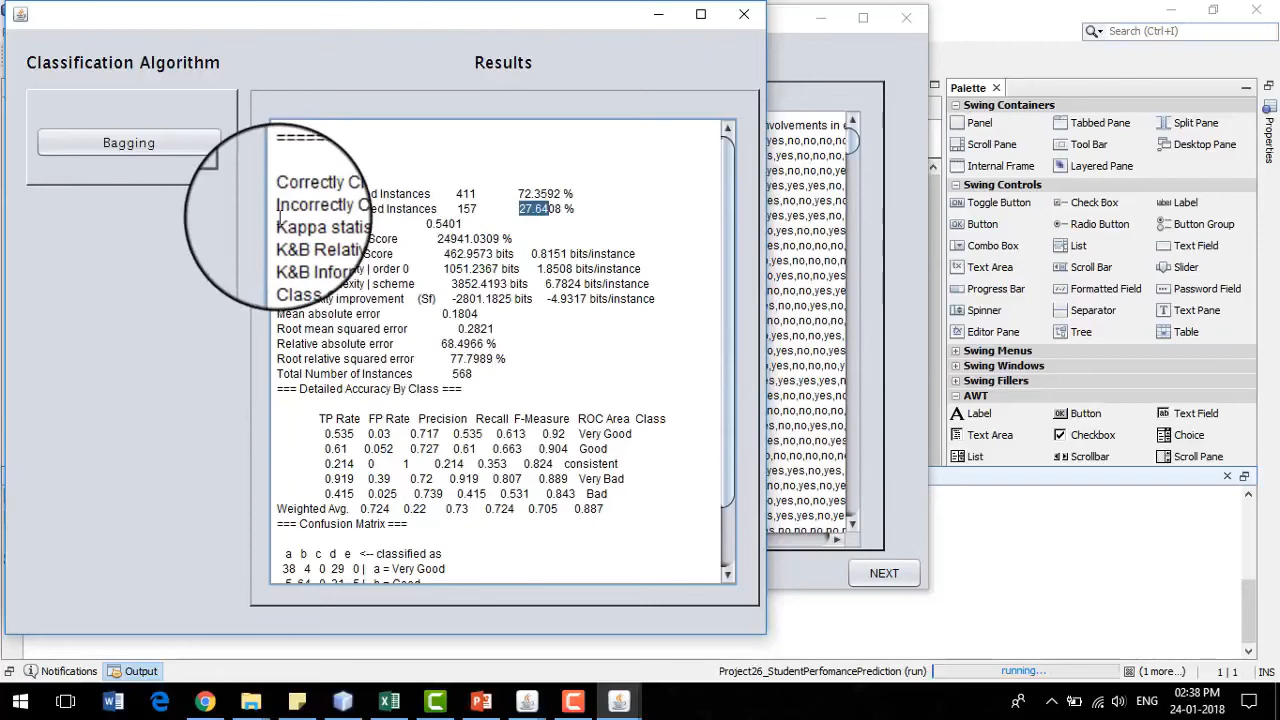 Search (Ctrl+I)
Classification Algorithm
Results
Bagging
=====
Correctly Cl d Instances 411 72.3592 %
Incorrectly C ed Instances 157 27.6408 %
Kappa statis 0.5401
K&B Relativ Score 24941.0309 %
K&B Inform Score 462.9573 bits 0.8151 bits/instance
Class | order 0 1051.2367 bits 1.8508 bits/instance
exity | scheme 3852.4193 bits 6.7824 bits/instance
ity improvement (Sf) -2801.1825 bits -4.9317 bits/instance
Mean absolute error 0.1804
Root mean squared error 0.2821
Relative absolute error 68.4966 %
Root relative squared error 77.7989 %
Total Number of Instances 568
=== Detailed Accuracy By Class ===
TP Rate FP Rate Precision Recall F-Measure ROC Area Class
0.535 0.03 0.717 0.535 0.613 0.92 Very Good
0.61 0.052 0.727 0.61 0.663 0.904 Good
0.214 0 1 0.214 0.353 0.824 consistent
0.919 0.39 0.72 0.919 0.807 0.889 Very Bad
0.415 0.025 0.739 0.415 0.531 0.843 Bad
Weighted Avg. 0.724 0.22 0.73 0.724 0.705 0.887
=== Confusion Matrix ===
a b c d e <-- classified as
38 4 0 29 0 | a = Very Good
nvolvements in
NEXT
Palette
Swing Containers
Panel Tabbed Pane Split Pane
Scroll Pane Tool Bar Desktop Pane
Internal Frame Layered Pane
Swing Controls
Toggle Button Check Box Label
Button Radio Button Button Group
Combo Box List Text Field
Text Area Scroll Bar Slider
Progress Bar Formatted Field Password Field
Spinner Separator Text Pane
Editor Pane Tree Table
Swing Menus
Swing Windows
Swing Fillers
AWT
Label Button Text Field
Text Area Checkbox Choice
List Scrollbar Scroll Pane
Properties
Notifications Output
Project26_StudentPerfomancePrediction (run) running... (1 more...) 1 | 1 INS
ENG
02:38 PM
24-01-2018